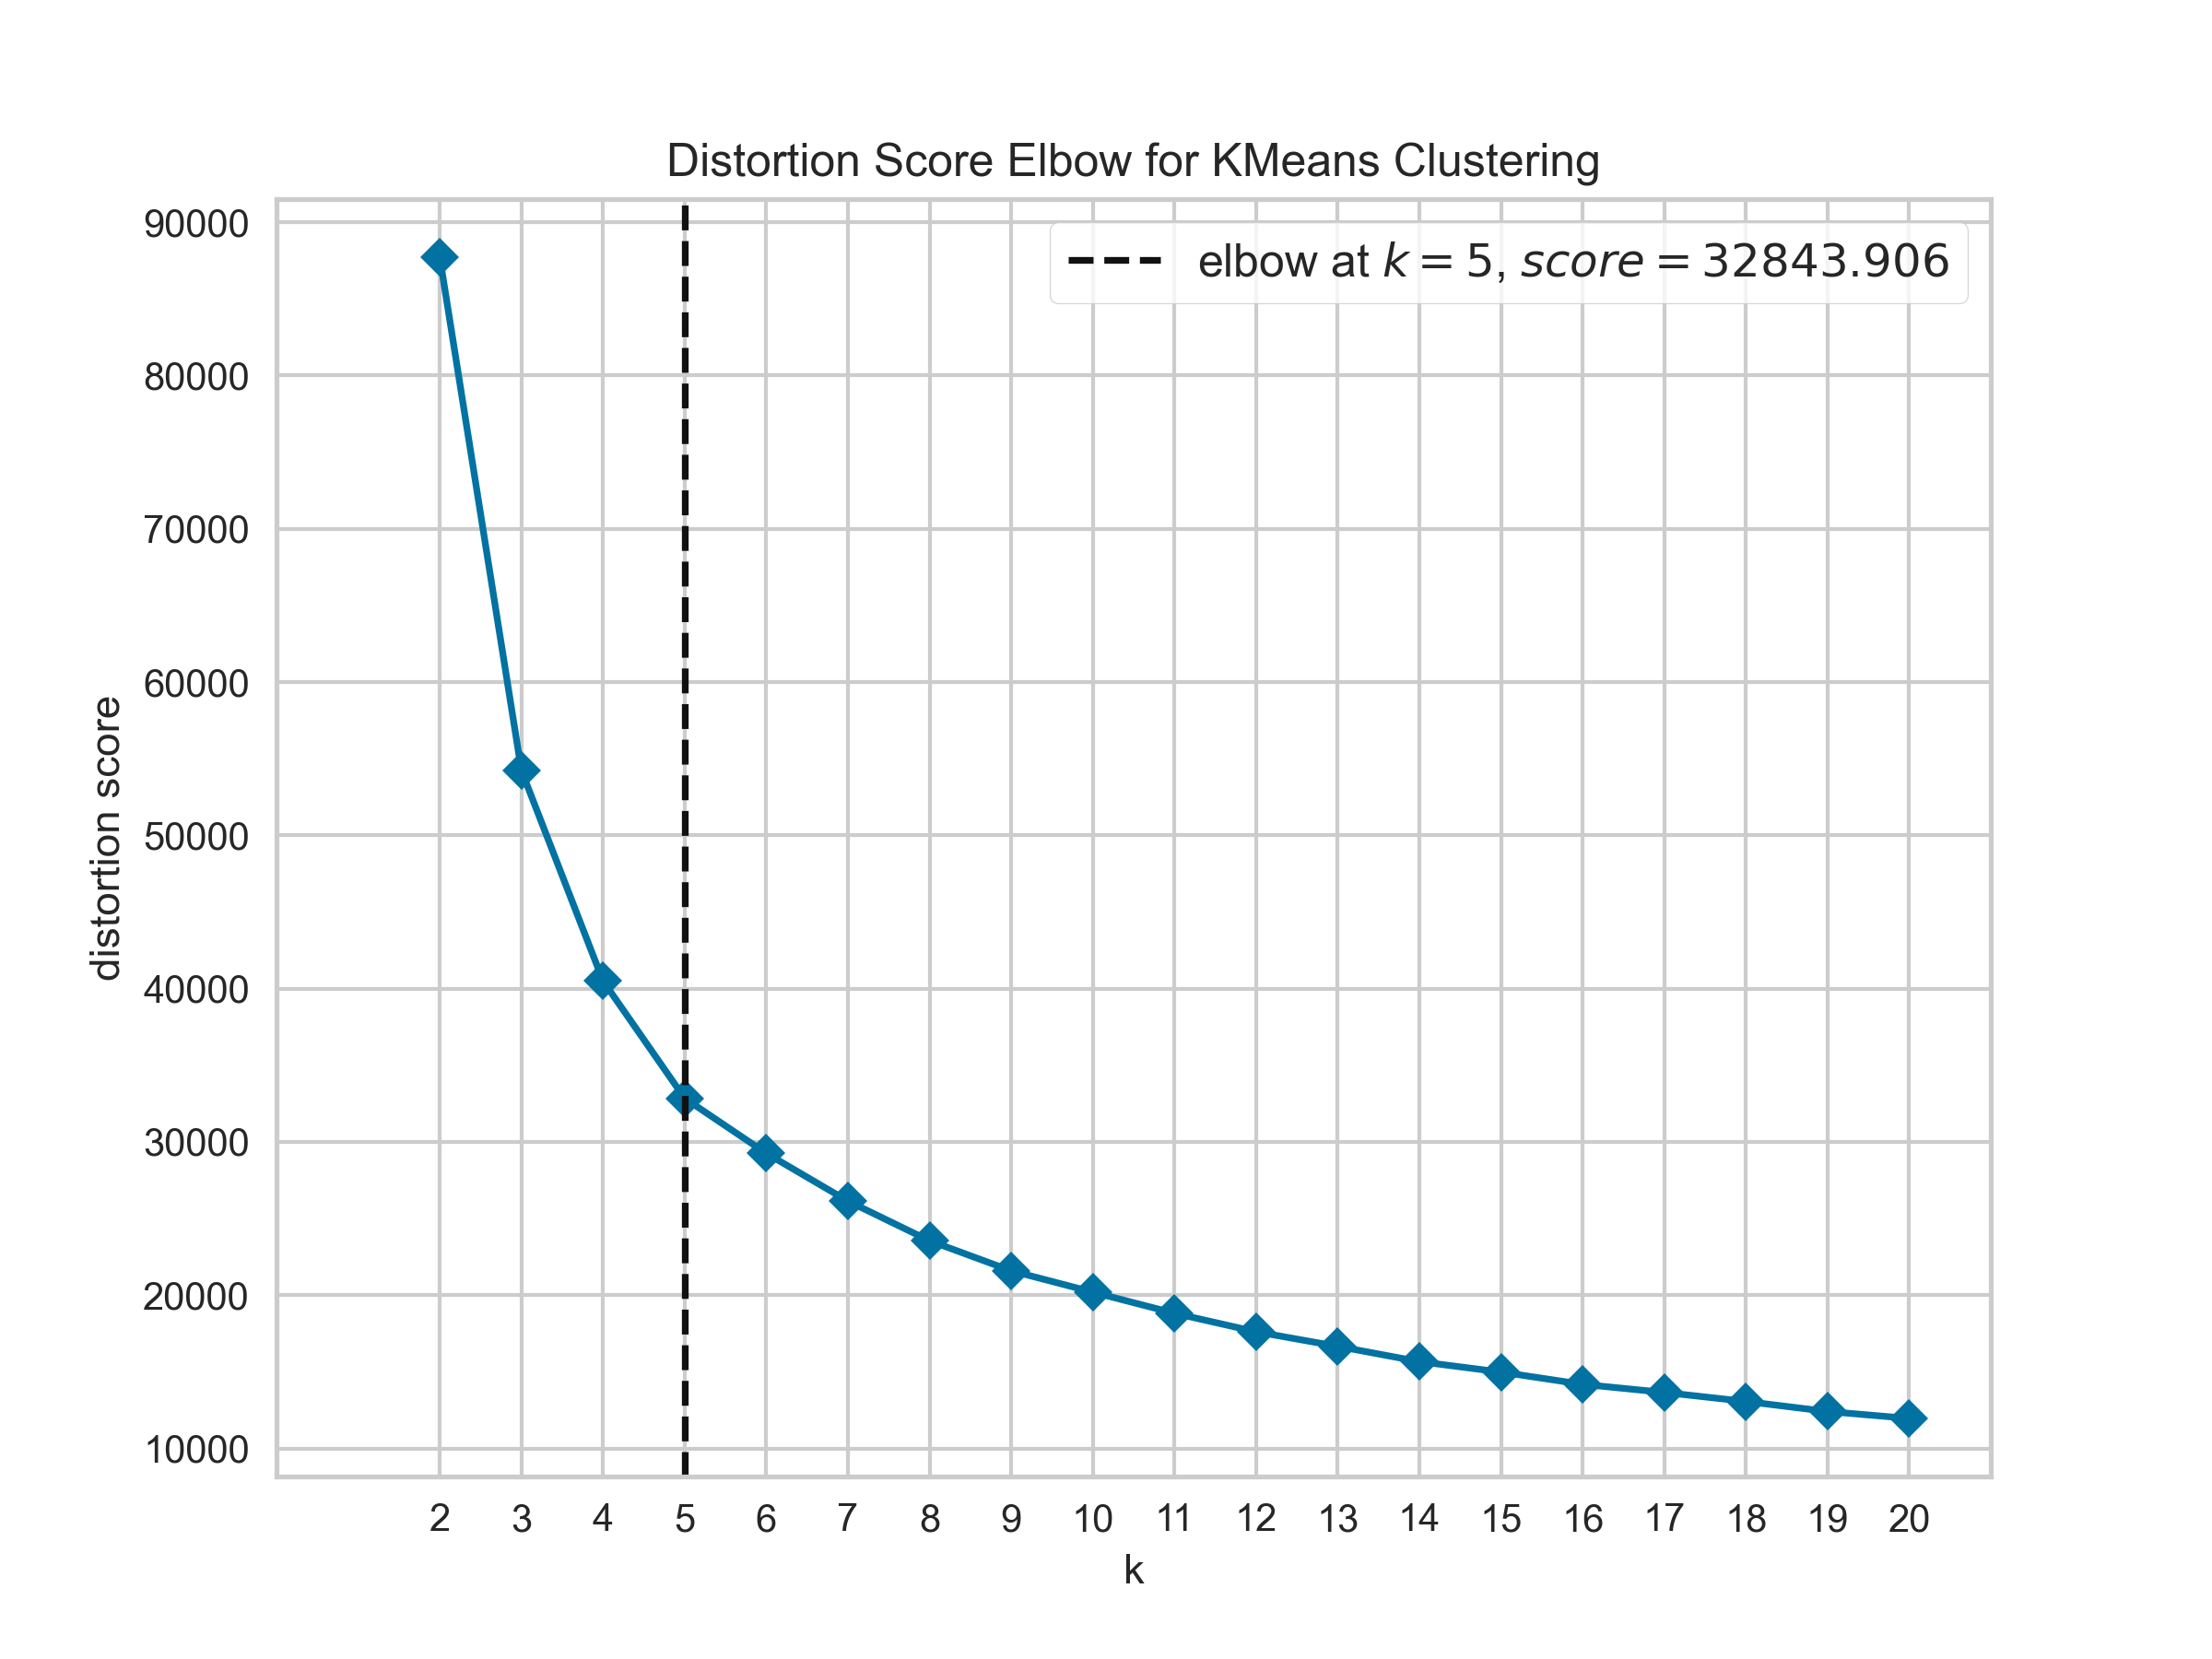 Distortion Score Elbow for KMeans Clustering
elbow at k = 5, score = 32843.906
90000
80000
70000
60000
50000
40000
30000
20000
10000
distortion score
2 3 4 5 6 7 8 9 10 11 12 13 14 15 16 17 18 19 20
k